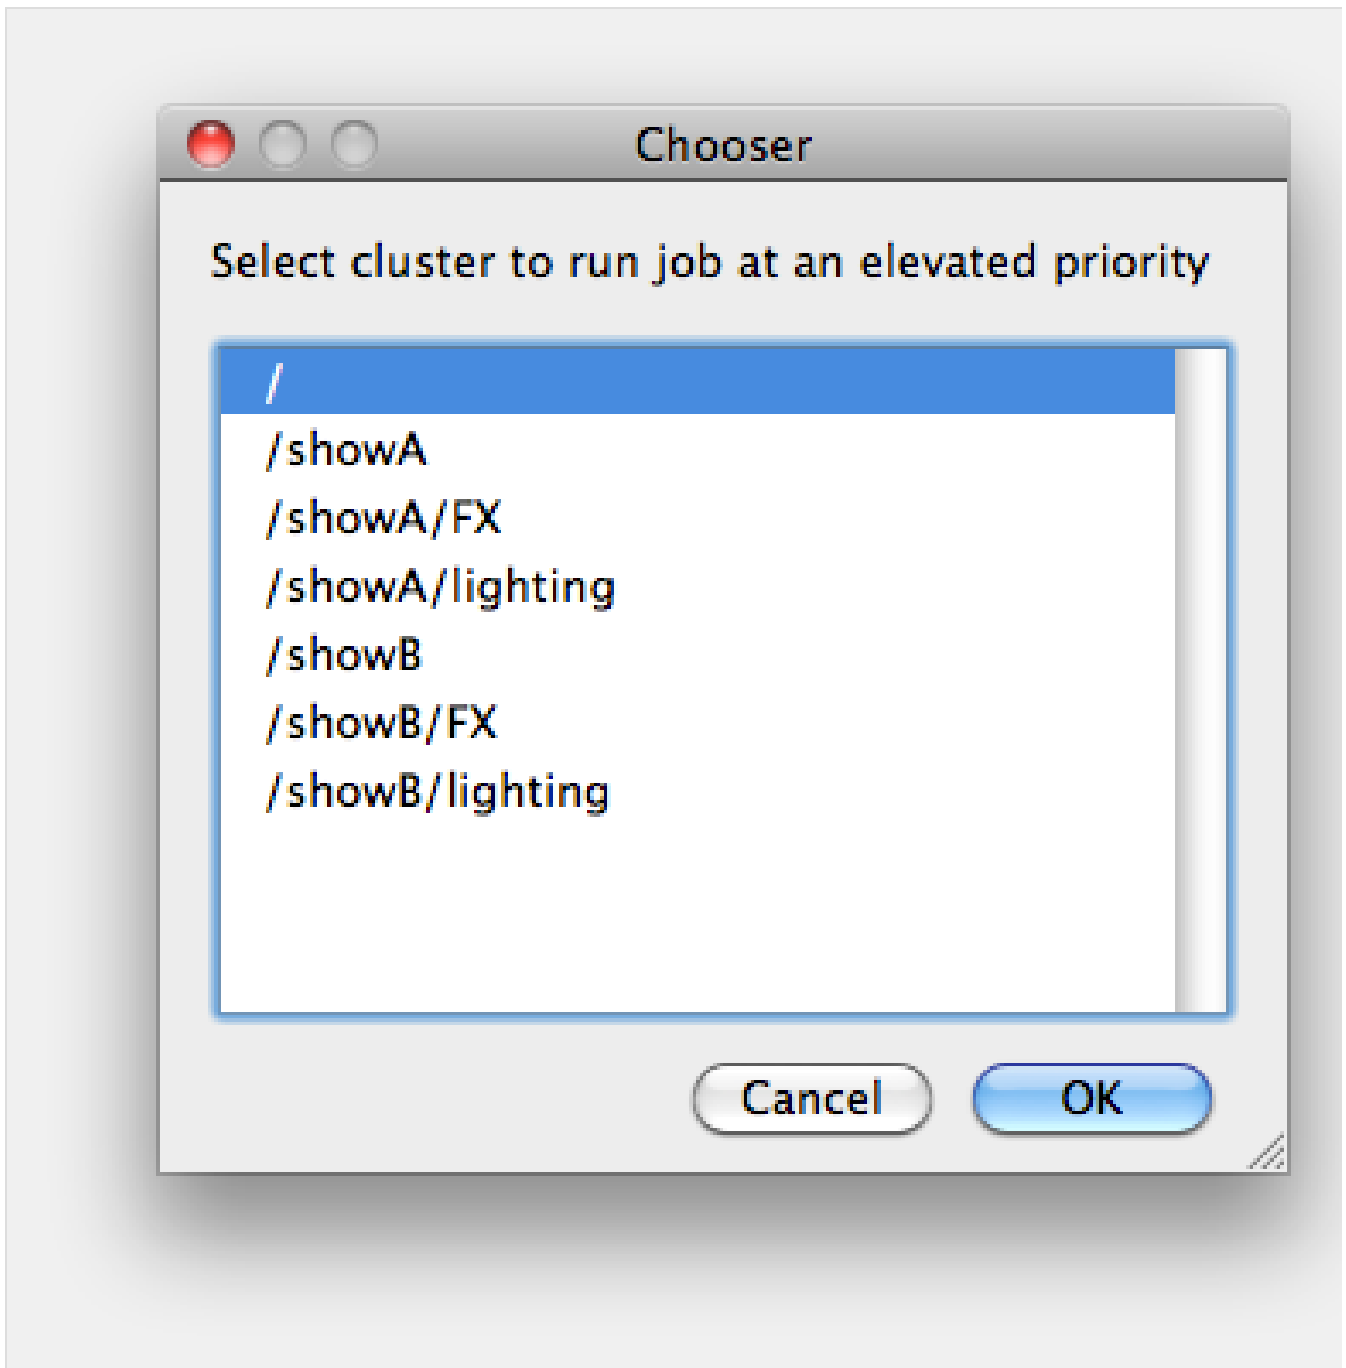 Chooser
Select cluster to run job at an elevated priority
/
/showA
/showA/FX
/showA/lighting
/showB
/showB/FX
/showB/lighting
Cancel OK